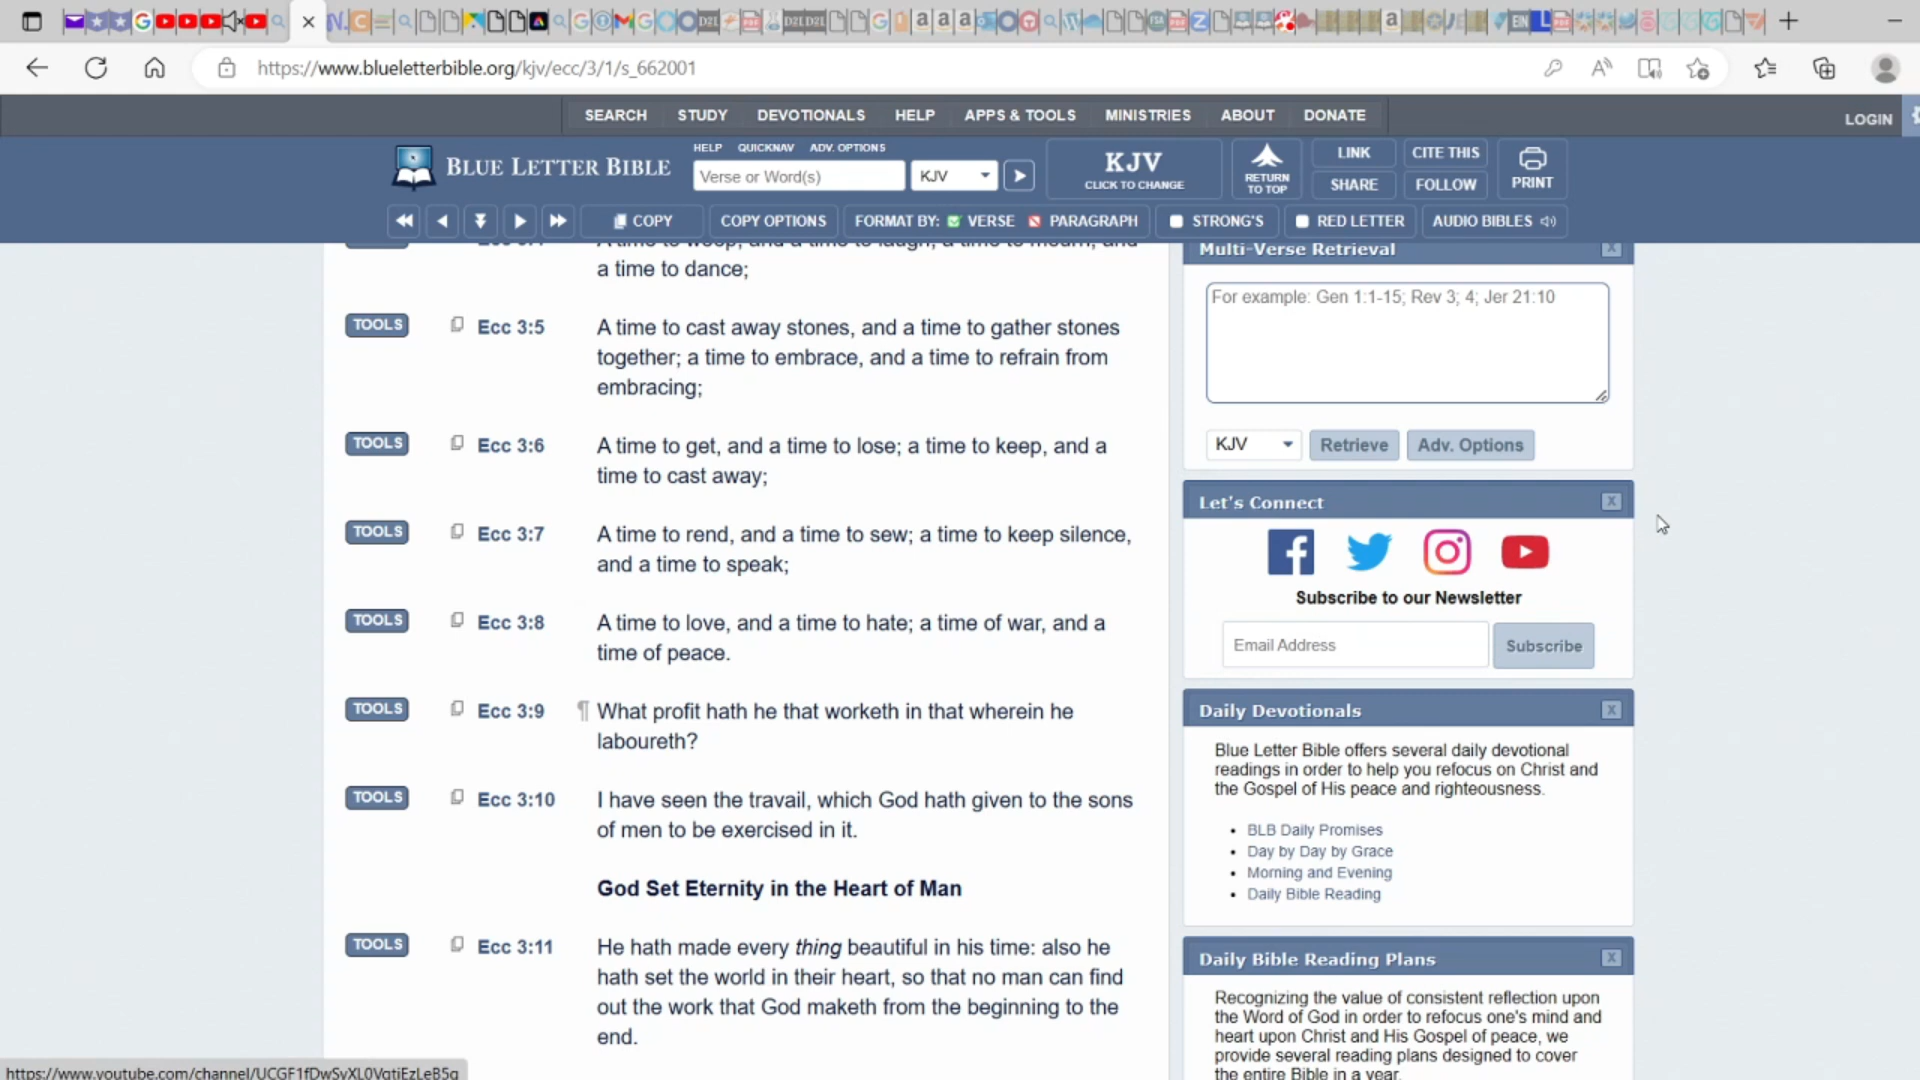 https://www.blueletterbible.org/kjv/ecc/3/1/s_662001
SEARCH STUDY DEVOTIONALS HELP APPS & TOOLS MINISTRIES ABOUT DONATE
LOGIN
BLUE LETTER BIBLE
HELP QUICKNAV ADV. OPTIONS
Verse or Word(s)
KJV
KJV
CLICK TO CHANGE
RETURN
TO TOP
LINK
CITE THIS
SHARE
FOLLOW
PRINT
COPY
COPY OPTIONS
FORMAT BY: VERSE PARAGRAPH
STRONG'S
RED LETTER
AUDIO BIBLES
A time to weep, and a time to laugh; a time to mourn, and
a time to dance;
TOOLS Ecc 3:5 A time to cast away stones, and a time to gather stones
together; a time to embrace, and a time to refrain from
embracing;
TOOLS Ecc 3:6 A time to get, and a time to lose; a time to keep, and a
time to cast away;
TOOLS Ecc 3:7 A time to rend, and a time to sew; a time to keep silence,
and a time to speak;
TOOLS Ecc 3:8 A time to love, and a time to hate; a time of war, and a
time of peace.
TOOLS Ecc 3:9 ¶ What profit hath he that worketh in that wherein he
laboureth?
TOOLS Ecc 3:10 I have seen the travail, which God hath given to the sons
of men to be exercised in it.
God Set Eternity in the Heart of Man
TOOLS Ecc 3:11 He hath made every thing beautiful in his time: also he
hath set the world in their heart, so that no man can find
out the work that God maketh from the beginning to the
end.
Multi-Verse Retrieval X
For example: Gen 1:1-15; Rev 3; 4; Jer 21:10
KJV Retrieve Adv. Options
Let's Connect X
Subscribe to our Newsletter
Email Address Subscribe
Daily Devotionals X
Blue Letter Bible offers several daily devotional
readings in order to help you refocus on Christ and
the Gospel of His peace and righteousness.
• BLB Daily Promises
• Day by Day by Grace
• Morning and Evening
• Daily Bible Reading
Daily Bible Reading Plans X
Recognizing the value of consistent reflection upon
the Word of God in order to refocus one's mind and
heart upon Christ and His Gospel of peace, we
provide several reading plans designed to cover
the entire Bible in a year.